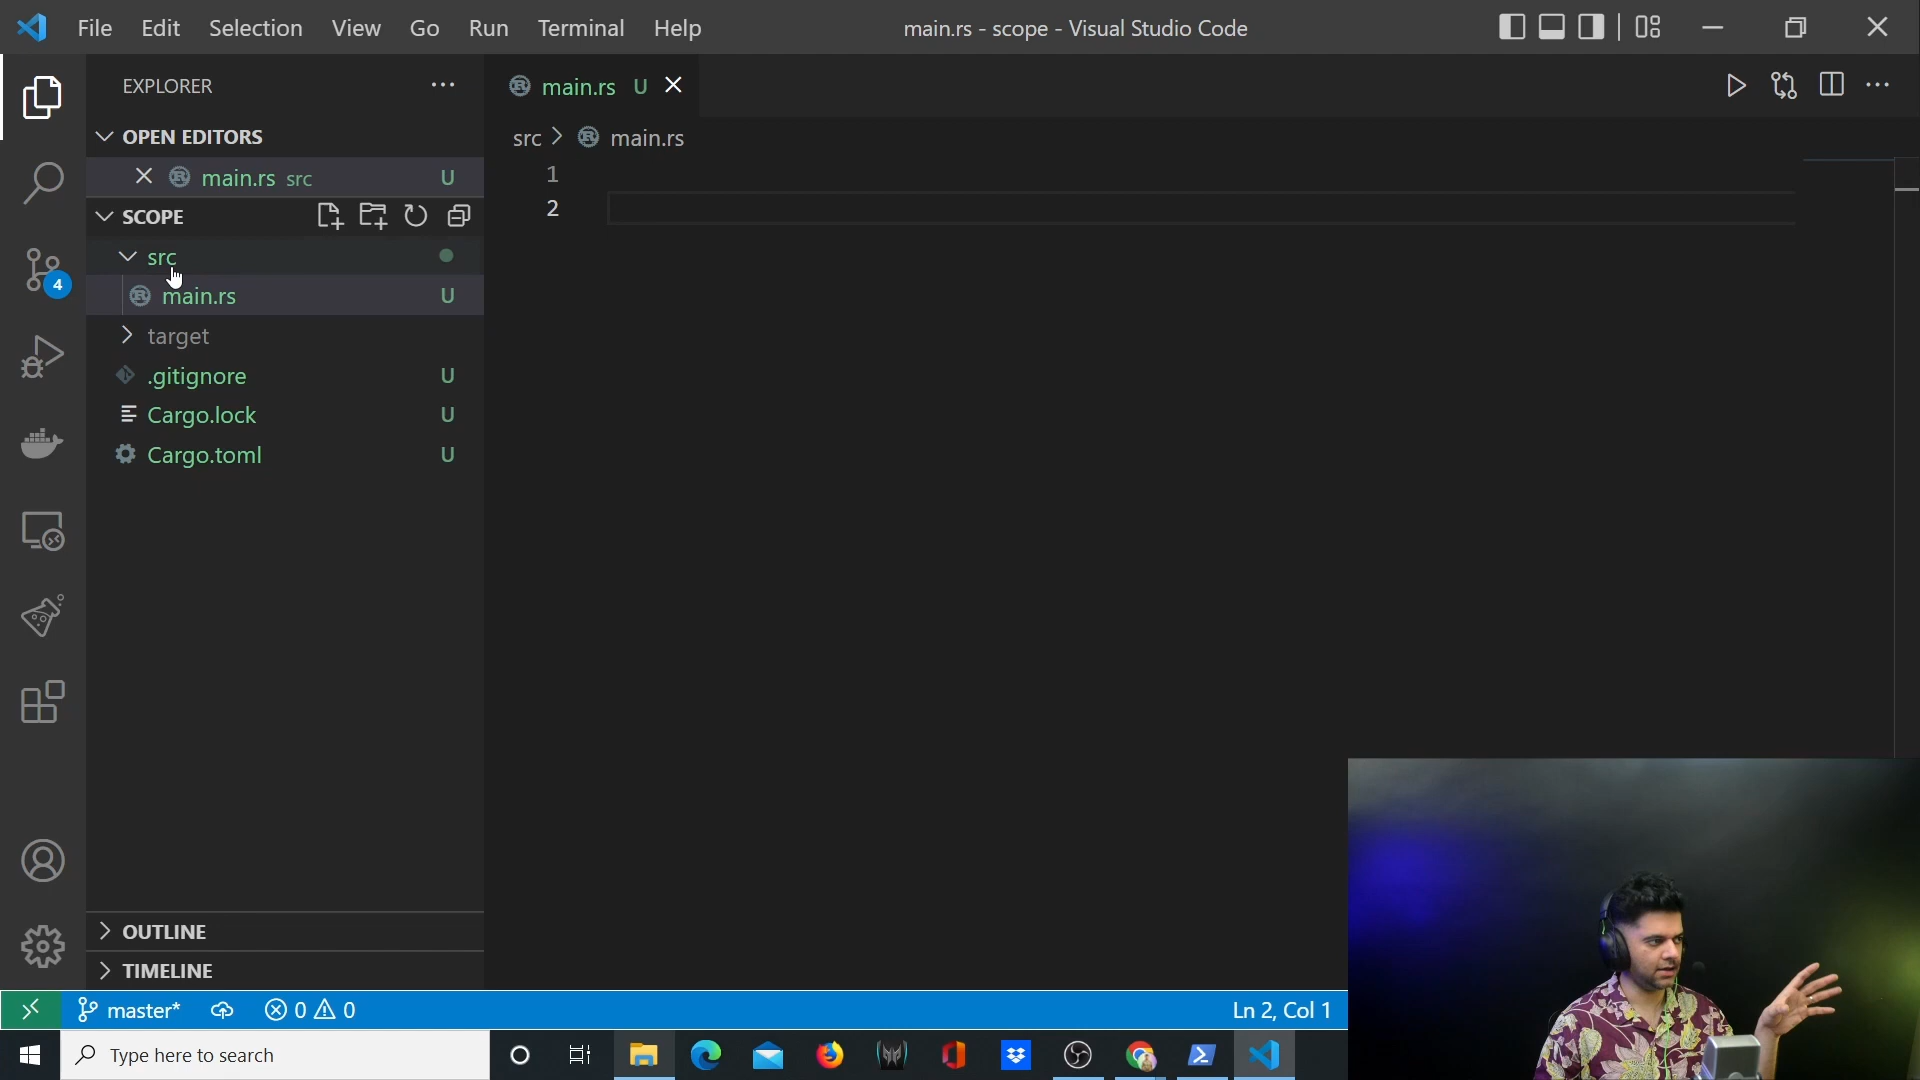 File Edit Selection View Go Run Terminal Help
main.rs - scope - Visual Studio Code
EXPLORER
OPEN EDITORS
main.rs src U
SCOPE
src
main.rs U
target
.gitignore U
Cargo.lock U
Cargo.toml U
OUTLINE
TIMELINE
4
main.rs U
src > main.rs
1
2
master* 0 0
Ln 2, Col 1
Type here to search